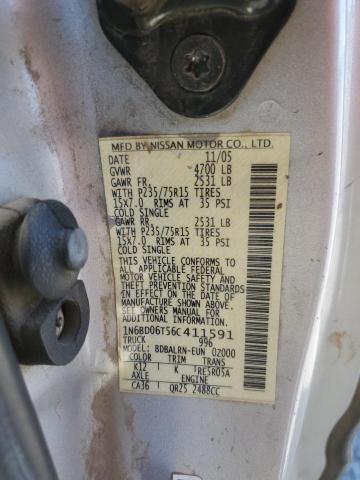 MFD BY NISSAN MOTOR CO., LTD.
DATE 11/05
GVWR 4700 LB
GAWR FR. 2531 LB
WITH P235/75R15 TIRES
15X7.0 RIMS AT 35 PSI
COLD SINGLE
GAWR RR. 2531 LB
WITH P235/75R15 TIRES
15X7.0 RIMS AT 35 PSI
COLD SINGLE
THIS VEHICLE CONFORMS TO
ALL APPLICABLE U.S. FEDERAL
MOTOR VEHICLE SAFETY AND
THEFT PREVENTION STANDARDS
IN EFFECT ON THE DATE OF
MANUFACTURE SHOWN ABOVE.
SEE OWNERS MANUAL FOR
ADDITIONAL INFORMATION.
1N6BD06T56C411591
TRUCK 996
MODEL: BDBALRN-EUN 02000
COLOR TRIM TRANS
K12 K RE5R05A
AXLE ENGINE
CA36 QR25 2488CC